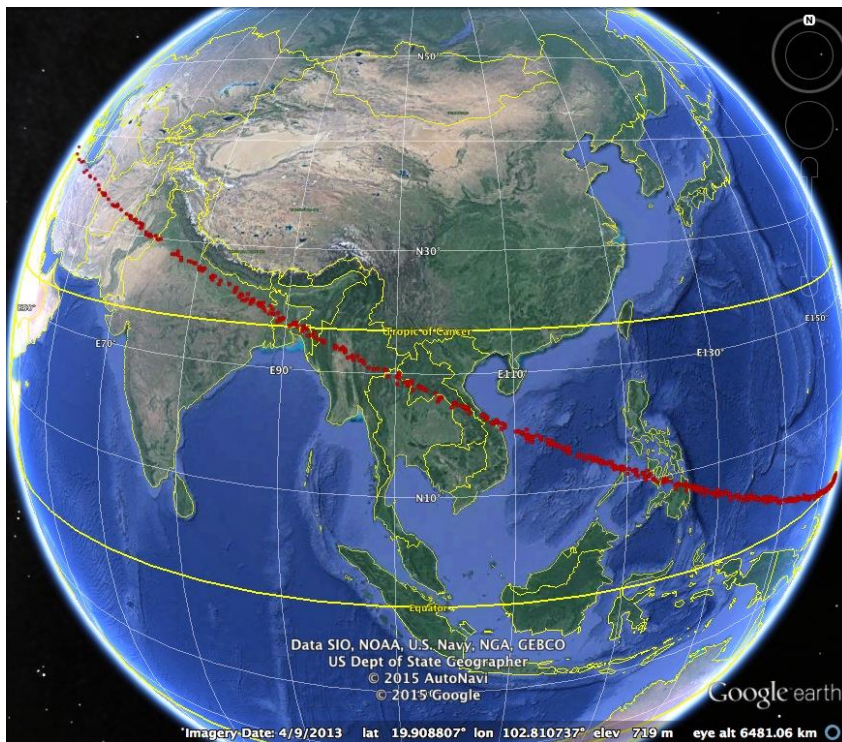 N
N50°
N30°
Tropic of Cancer
E150°
E70°
E130°
E90°
E110°
N10°
Equator
Data SIO, NOAA, U.S. Navy, NGA, GEBCO
US Dept of State Geographer
© 2015 AutoNavi
© 2015 Google
Google earth
Imagery Date: 4/9/2013 lat 19.908807° lon 102.810737° elev 719 m eye alt 6481.06 km